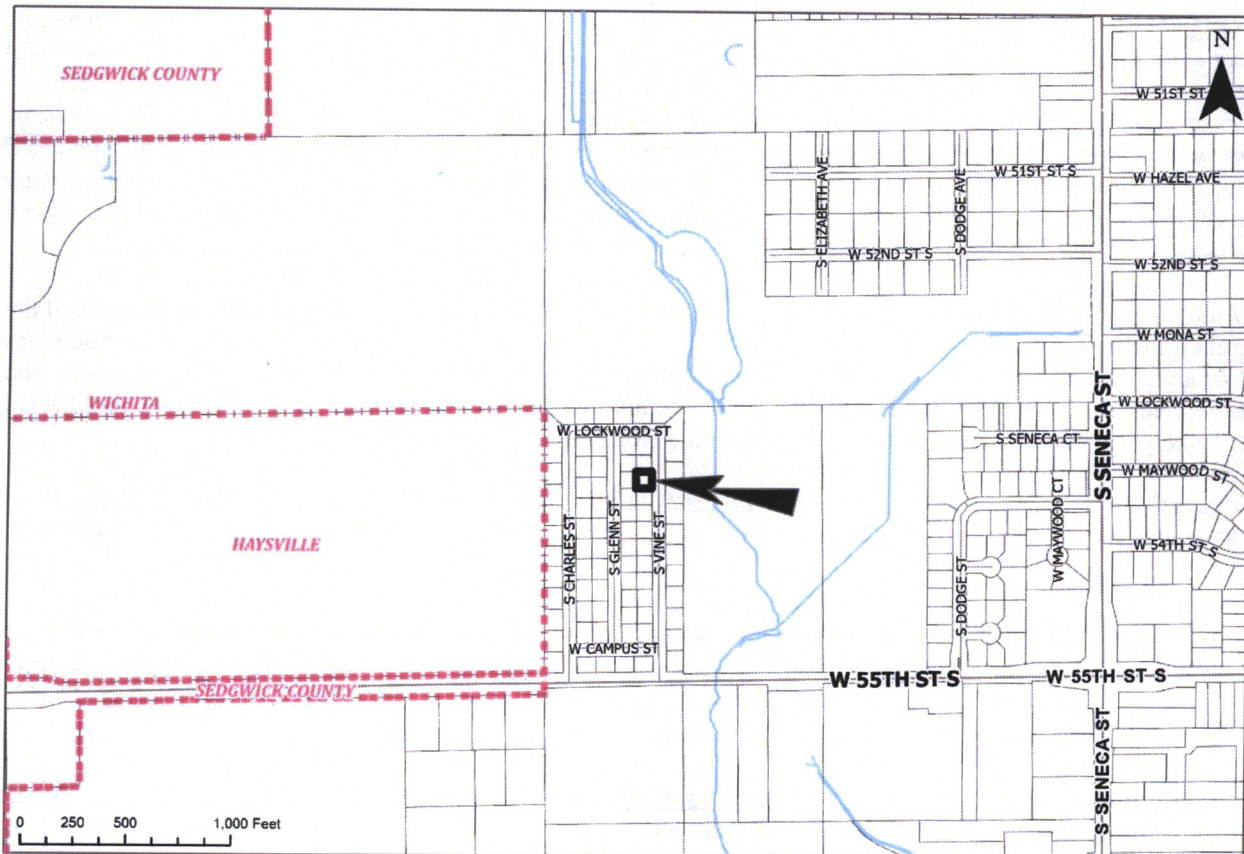 SEDGWICK COUNTY
N
W 51ST ST
W 51ST ST S
W HAZEL AVE
S ELIZABETH AVE
S DODGE AVE
W 52ND ST S
W 52ND ST S
W MONA ST
WICHITA
W LOCKWOOD ST
W LOCKWOOD ST
S SENECA CT
S SENECA ST
W MAYWOOD ST
W MAYWOOD CT
HAYSVILLE
S CHARLES ST
S GLENN ST
S VINE ST
W 54TH ST S
S DODGE ST
W CAMPUS ST
SEDGWICK COUNTY
W 55TH ST S
W 55TH ST S
S SENECA ST
0 250 500 1,000 Feet